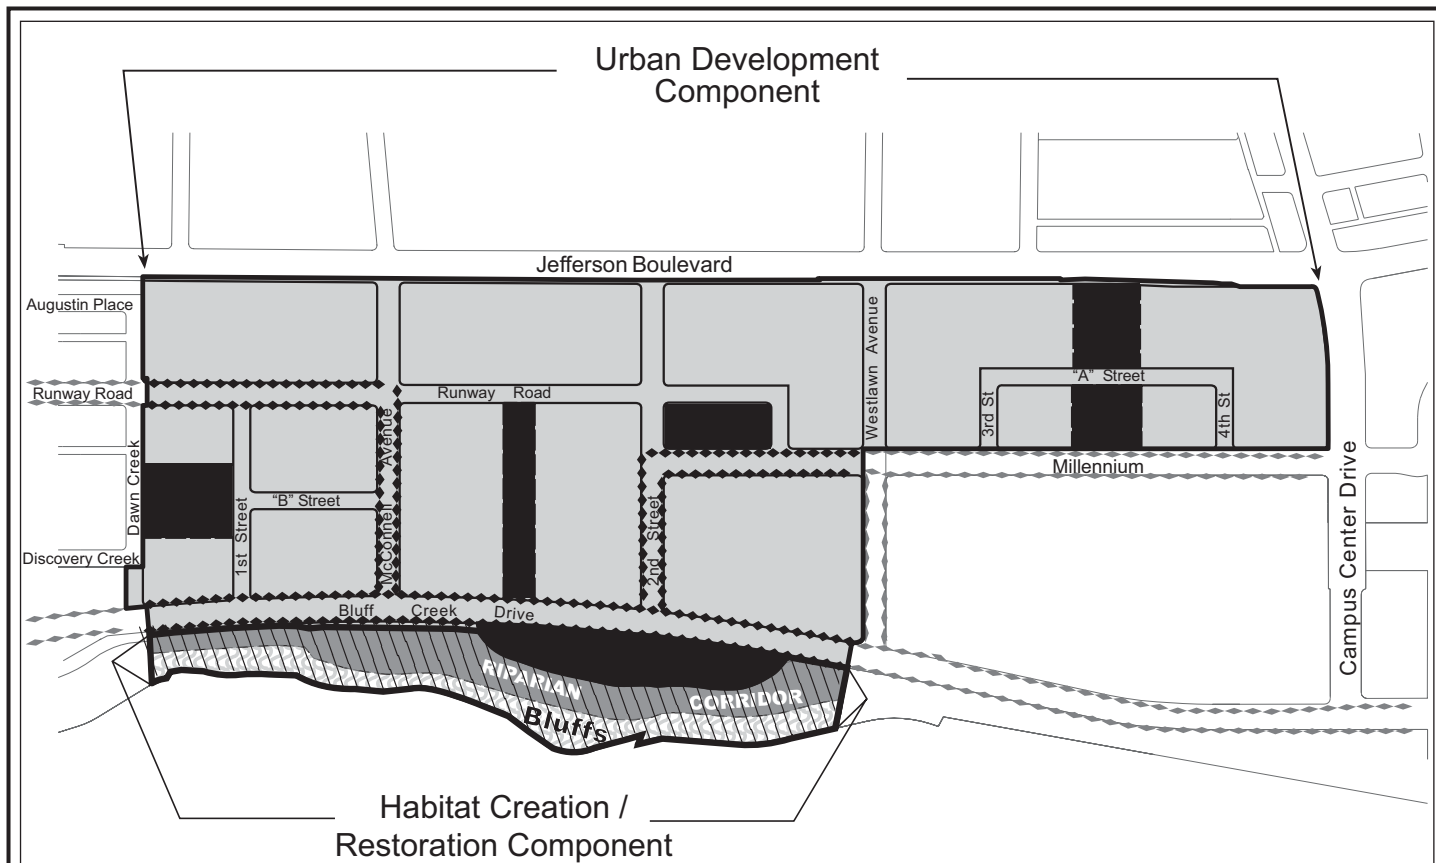 Urban Development
Component
Jefferson Boulevard
Augustin Place
Runway Road
Runway Road
Westlawn Avenue
"A" Street
3rd St
4th St
Millennium
Dawn Creek
1st Street
"B" Street
McConnell Avenue
2nd Street
Discovery Creek
Bluff Creek Drive
Campus Center Drive
RIPARIAN
CORRIDOR
Bluffs
Habitat Creation /
Restoration Component